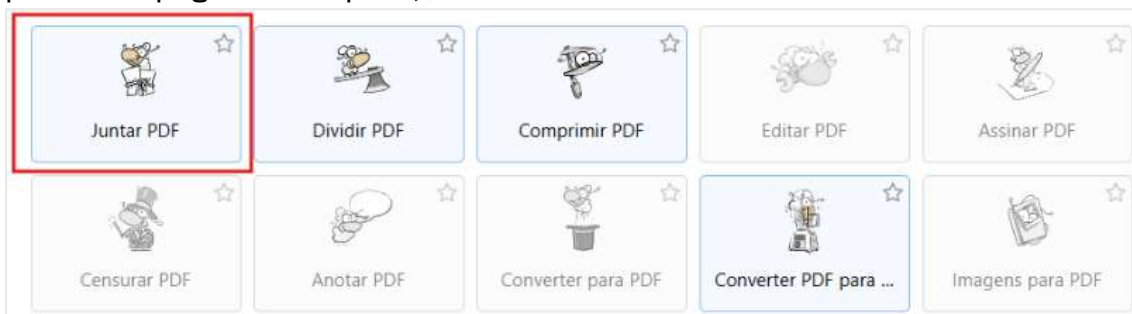 Juntar PDF
Dividir PDF
Comprimir PDF
Editar PDF
Assinar PDF
Censurar PDF
Anotar PDF
Converter para PDF
Converter PDF para ...
Imagens para PDF